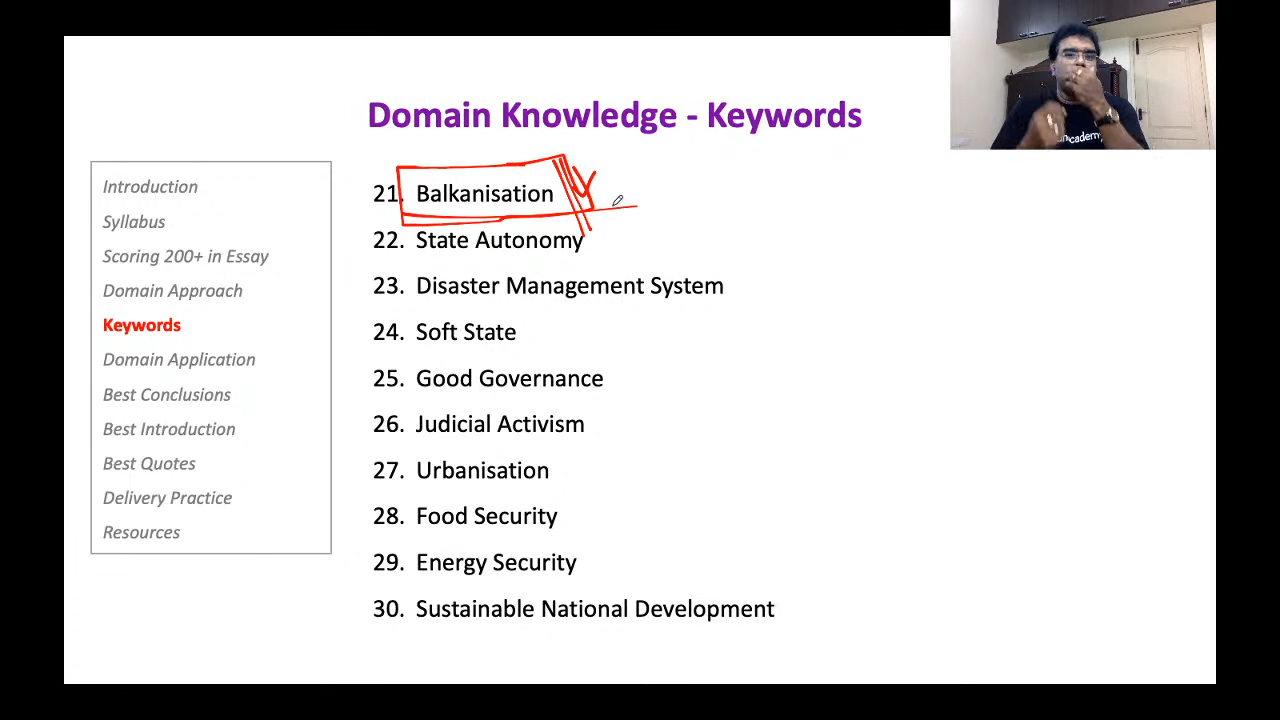 Domain Knowledge - Keywords
Introduction
Syllabus
Scoring 200+ in Essay
Domain Approach
Keywords
Domain Application
Best Conclusions
Best Introduction
Best Quotes
Delivery Practice
Resources
21. Balkanisation
22. State Autonomy
23. Disaster Management System
24. Soft State
25. Good Governance
26. Judicial Activism
27. Urbanisation
28. Food Security
29. Energy Security
30. Sustainable National Development